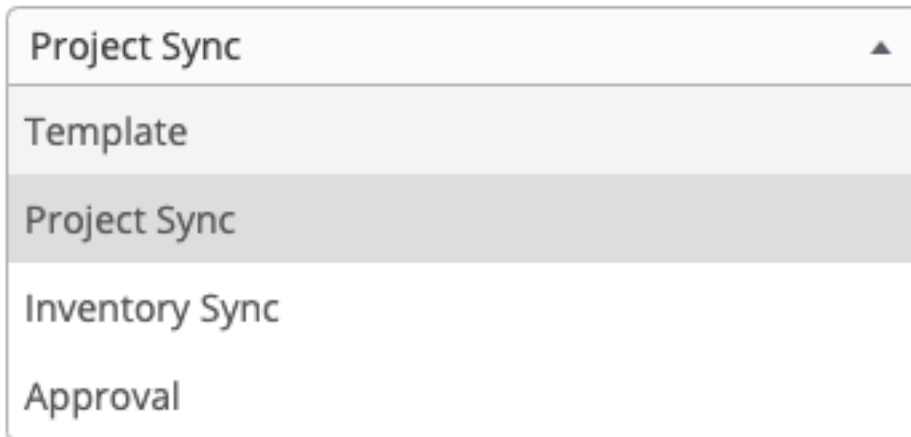 Project Sync
Template
Project Sync
Inventory Sync
Approval